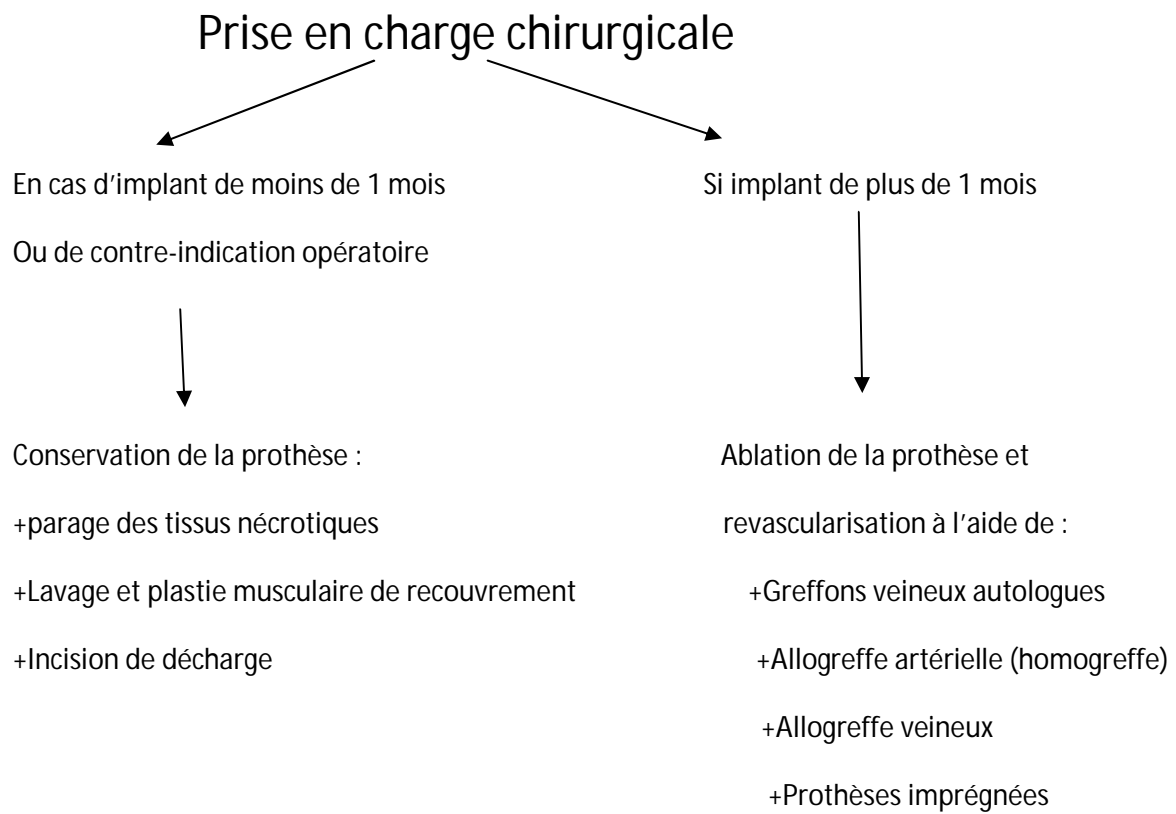 Prise en charge chirurgicale
En cas d'implant de moins de 1 mois
Ou de contre-indication opératoire
Si implant de plus de 1 mois
Conservation de la prothèse :
+parage des tissus nécrotiques
+Lavage et plastie musculaire de recouvrement
+Incision de décharge
Ablation de la prothèse et
revascularisation à l'aide de :
+Greffons veineux autologues
+Allogreffe artérielle (homogreffe)
+Allogreffe veineux
+Prothèses imprégnées